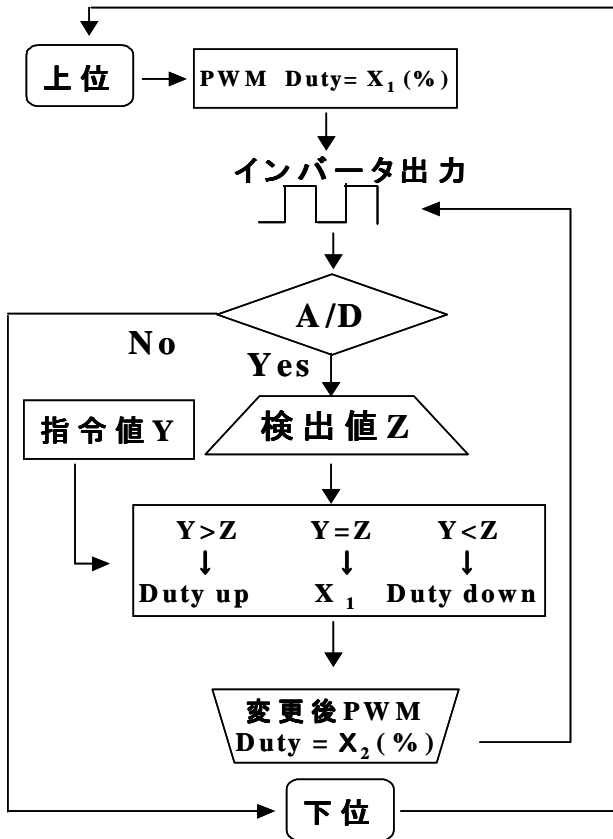 上位
PWM Duty= X₁(%)
インバータ出力
A/D
No
Yes
指令値Y
検出値Z
Y>Z Y=Z Y<Z
↓ ↓ ↓
Duty up X₁ Duty down
変更後PWM
Duty = X₂(%)
下位